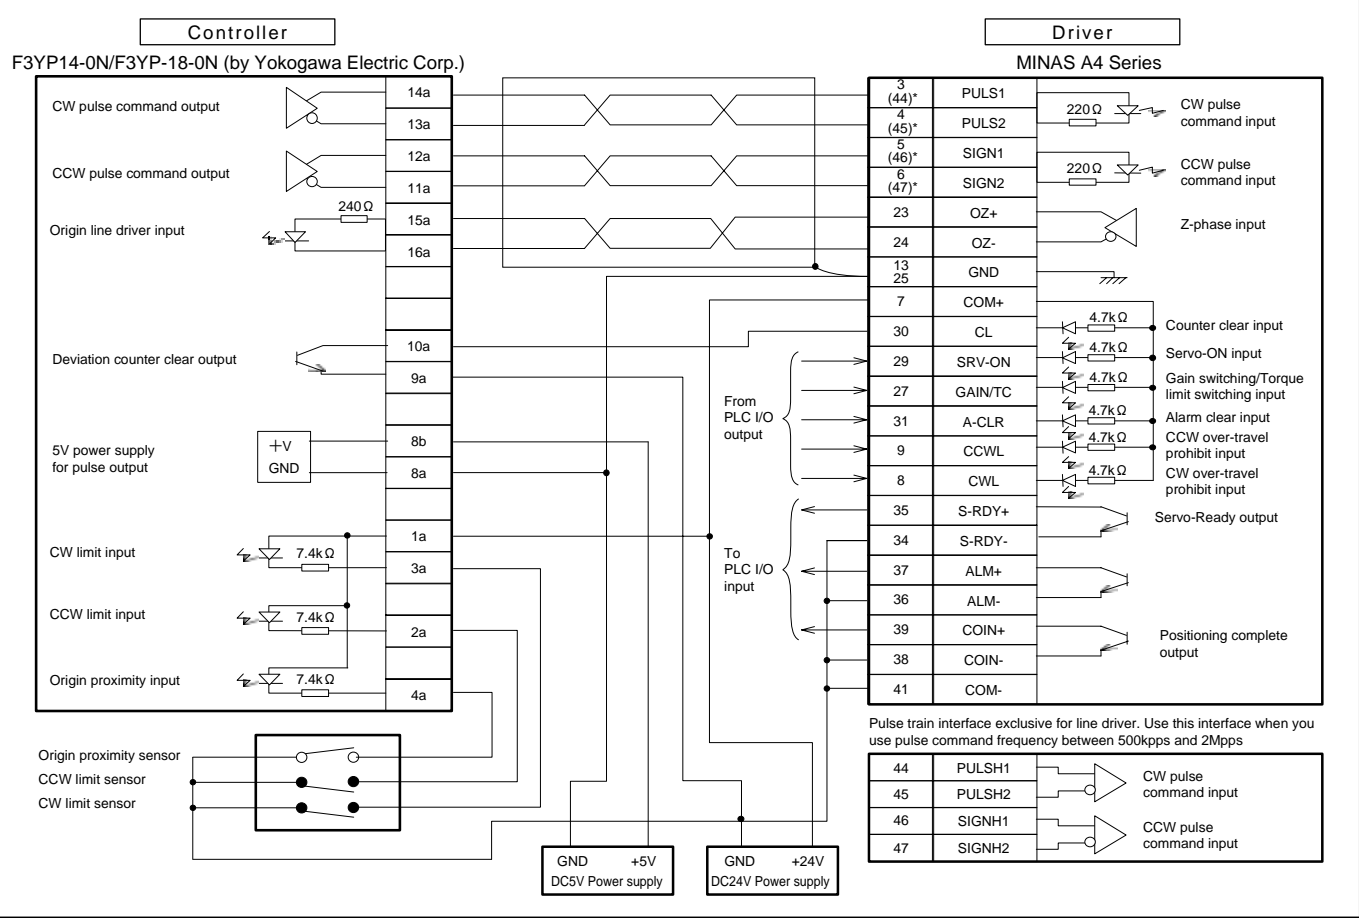 Controller
F3YP14-0N/F3YP-18-0N (by Yokogawa Electric Corp.)
CW pulse command output
14a
13a
CCW pulse command output
12a
11a
240Ω
Origin line driver input
15a
16a
Deviation counter clear output
10a
9a
5V power supply
for pulse output
+V
GND
8b
8a
1a
CW limit input
7.4kΩ
3a
CCW limit input
7.4kΩ
2a
Origin proximity input
7.4kΩ
4a
Origin proximity sensor
CCW limit sensor
CW limit sensor
From
PLC I/O
output
To
PLC I/O
input
GND +5V
DC5V Power supply
GND +24V
DC24V Power supply
Driver
MINAS A4 Series
3
(44)*
PULS1
4
(45)*
PULS2
220Ω
CW pulse
command input
5
(46)*
SIGN1
6
(47)*
SIGN2
220Ω
CCW pulse
command input
23 OZ+
24 OZ-
Z-phase input
13
25
GND
7 COM+
30 CL 4.7kΩ Counter clear input
29 SRV-ON 4.7kΩ Servo-ON input
27 GAIN/TC 4.7kΩ Gain switching/Torque
limit switching input
31 A-CLR 4.7kΩ Alarm clear input
9 CCWL 4.7kΩ CCW over-travel
prohibit input
8 CWL 4.7kΩ CW over-travel
prohibit input
35 S-RDY+ Servo-Ready output
34 S-RDY-
37 ALM+
36 ALM-
39 COIN+ Positioning complete
output
38 COIN-
41 COM-
Pulse train interface exclusive for line driver. Use this interface when you
use pulse command frequency between 500kpps and 2Mpps
44 PULSH1
45 PULSH2
CW pulse
command input
46 SIGNH1
47 SIGNH2
CCW pulse
command input